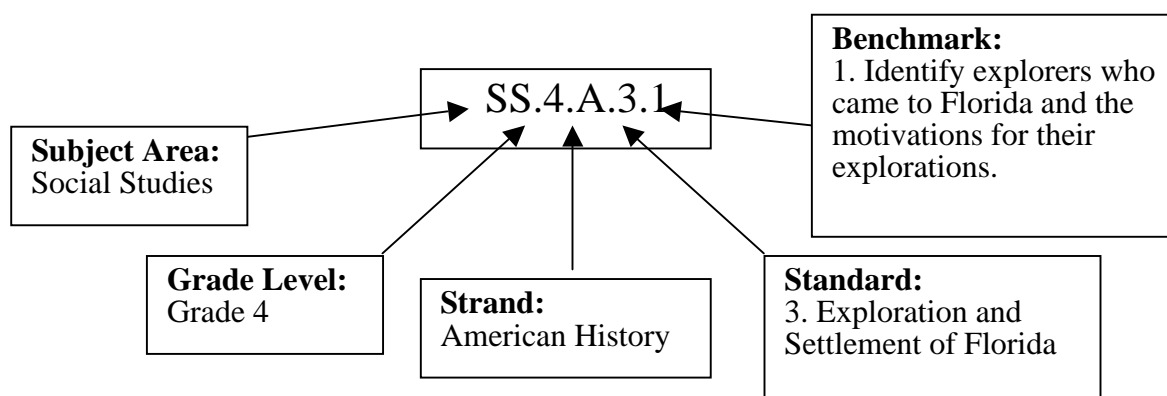 SS.4.A.3.1
Benchmark:
1. Identify explorers who
came to Florida and the
motivations for their
explorations.
Subject Area:
Social Studies
Grade Level:
Grade 4
Strand:
American History
Standard:
3. Exploration and
Settlement of Florida